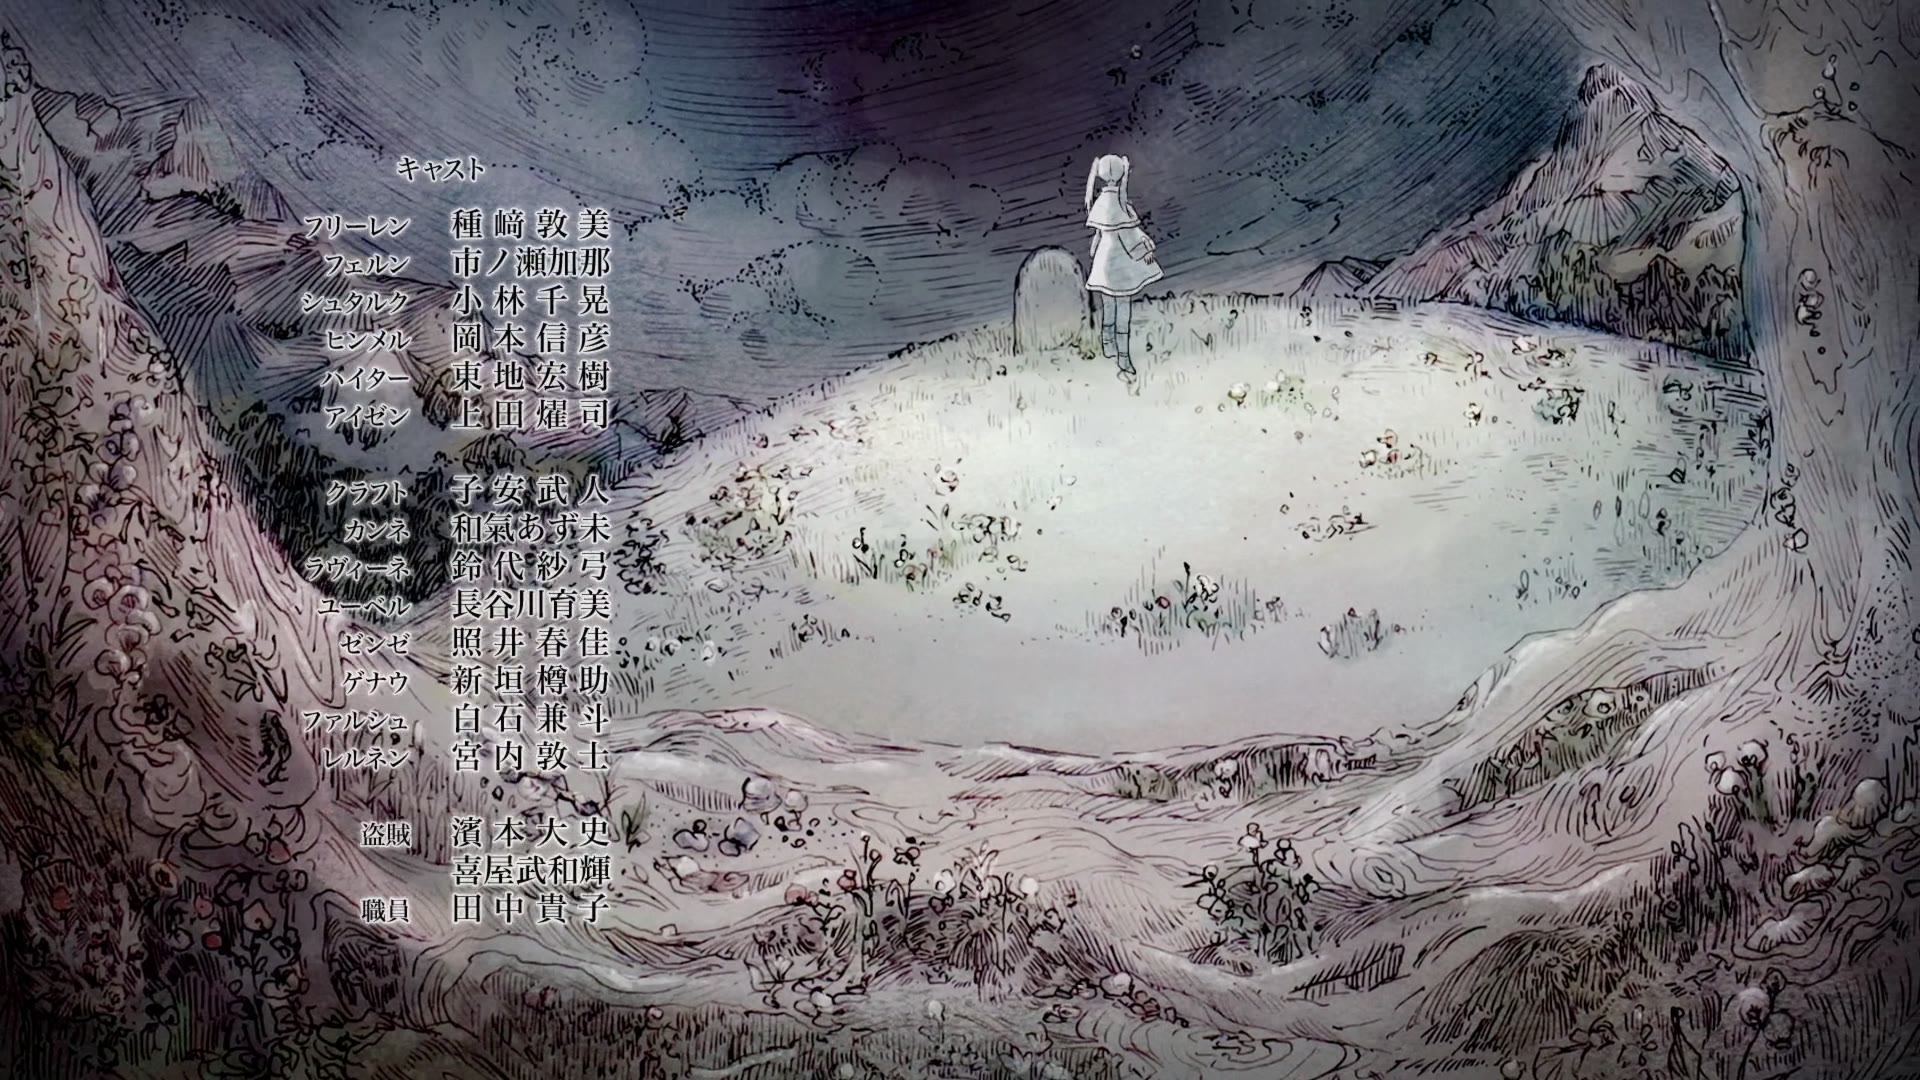 キャスト
フリーレン 種﨑敦美
フェルン 市ノ瀬加那
シュタルク 小林千晃
ヒンメル 岡本信彦
ハイター 東地宏樹
アイゼン 上田燿司
クラフト 子安武人
カンネ 和氣あず未
ラヴィーネ 鈴代紗弓
ユーベル 長谷川育美
ゼンゼ 照井春佳
ゲナウ 新垣樽助
ファルシュ 白石兼斗
レルネン 宮内敦士
盗賊 濱本大史
喜屋武和輝
職員 田中貴子